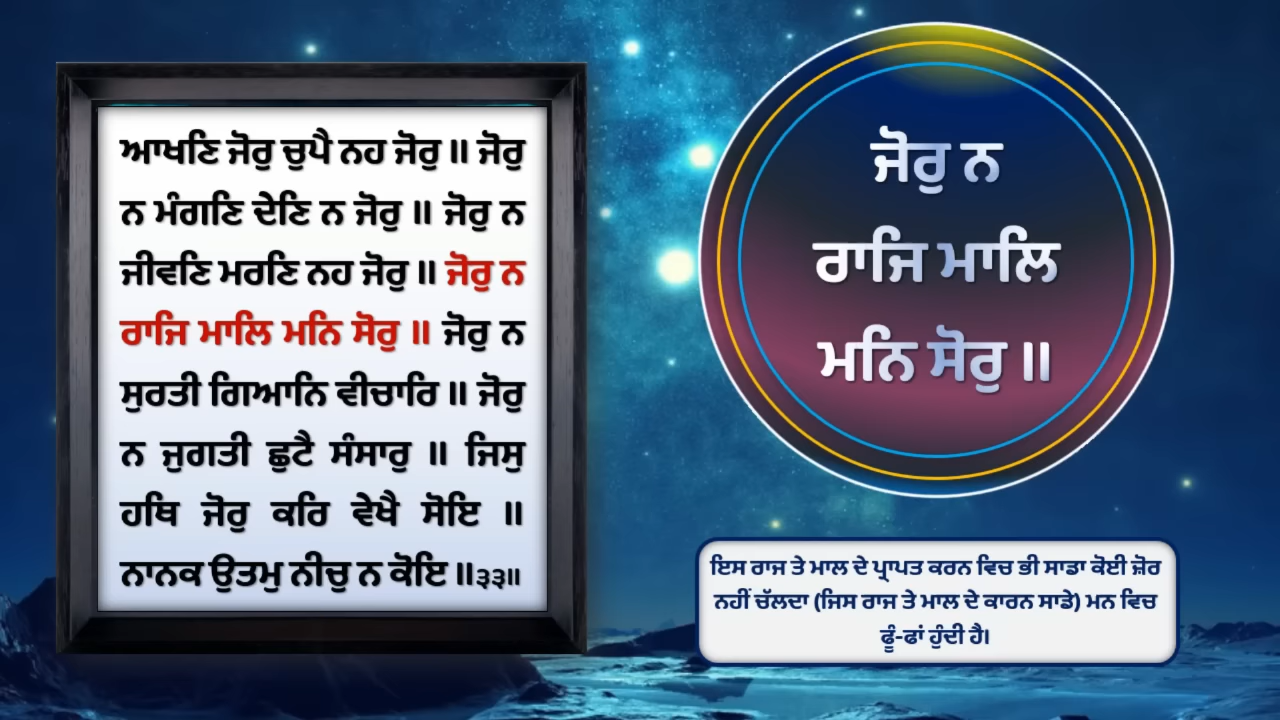 ਆਖਣਿ ਜੋਰੁ ਚੁਪੈ ਨਹ ਜੋਰੁ ॥ ਜੋਰੁ
ਨ ਮੰਗਣਿ ਦੇਣਿ ਨ ਜੋਰੁ ॥ ਜੋਰੁ ਨ
ਜੀਵਣਿ ਮਰਣਿ ਨਹ ਜੋਰੁ ॥ ਜੋਰੁ ਨ
ਰਾਜਿ ਮਾਲਿ ਮਨਿ ਸੋਰੁ ॥ ਜੋਰੁ ਨ
ਸੁਰਤੀ ਗਿਆਨਿ ਵੀਚਾਰਿ ॥ ਜੋਰੁ
ਨ ਜੁਗਤੀ ਛੁਟੈ ਸੰਸਾਰੁ ॥ ਜਿਸੁ
ਹਥਿ ਜੋਰੁ ਕਰਿ ਵੇਖੈ ਸੋਇ ॥
ਨਾਨਕ ਉਤਮੁ ਨੀਚੁ ਨ ਕੋਇ ॥੩੩॥
ਜੋਰੁ ਨ
ਰਾਜਿ ਮਾਲਿ
ਮਨਿ ਸੋਰੁ ॥
ਇਸ ਰਾਜ ਤੇ ਮਾਲ ਦੇ ਪ੍ਰਾਪਤ ਕਰਨ ਵਿਚ ਭੀ ਸਾਡਾ ਕੋਈ ਜ਼ੋਰ
ਨਹੀਂ ਚੱਲਦਾ (ਜਿਸ ਰਾਜ ਤੇ ਮਾਲ ਦੇ ਕਾਰਨ ਸਾਡੇ) ਮਨ ਵਿਚ
ਫੂੰ-ਫਾਂ ਹੁੰਦੀ ਹੈ।